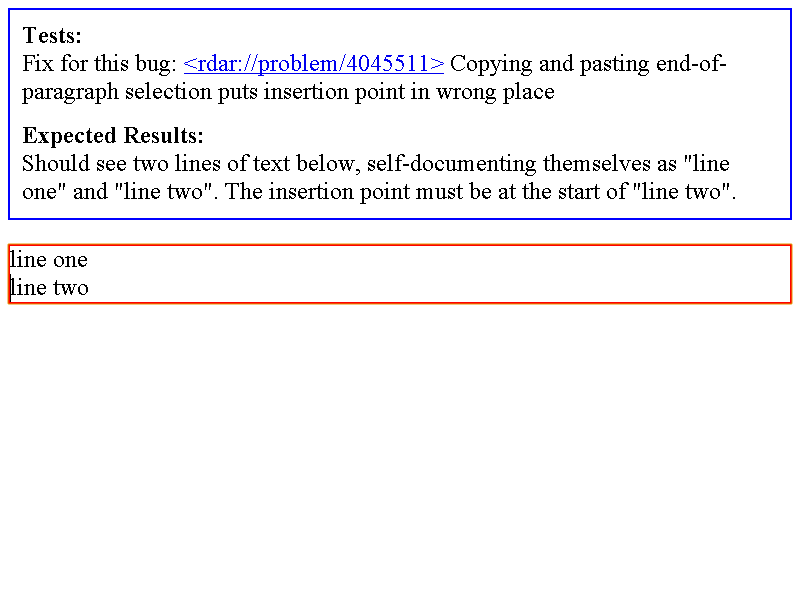 Tests:
Fix for this bug: <rdar://problem/4045511> Copying and pasting end-of-
paragraph selection puts insertion point in wrong place
Expected Results:
Should see two lines of text below, self-documenting themselves as "line
one" and "line two". The insertion point must be at the start of "line two".
line one
line two